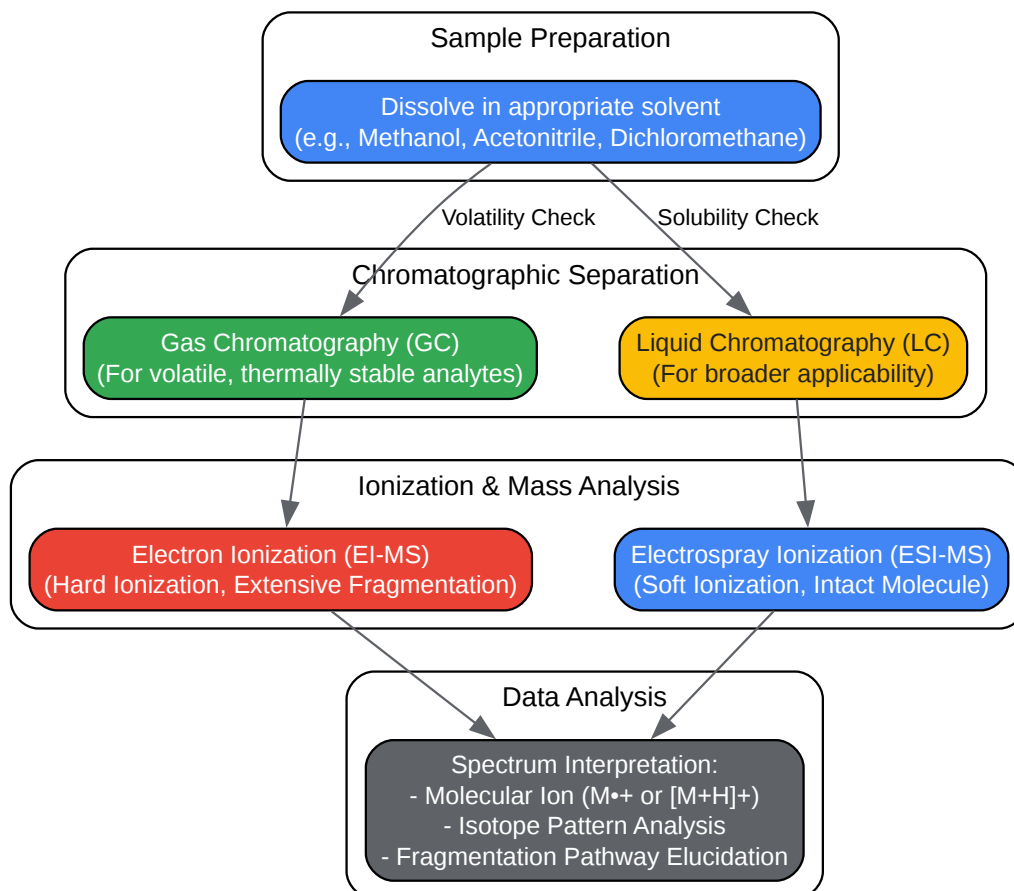 Sample Preparation
Dissolve in appropriate solvent
(e.g., Methanol, Acetonitrile, Dichloromethane)
Volatility Check
Solubility Check
Chromatographic Separation
Gas Chromatography (GC)
(For volatile, thermally stable analytes)
Liquid Chromatography (LC)
(For broader applicability)
Ionization & Mass Analysis
Electron Ionization (EI-MS)
(Hard Ionization, Extensive Fragmentation)
Electrospray Ionization (ESI-MS)
(Soft Ionization, Intact Molecule)
Data Analysis
Spectrum Interpretation:
- Molecular Ion (M•+ or [M+H]+)
- Isotope Pattern Analysis
- Fragmentation Pathway Elucidation